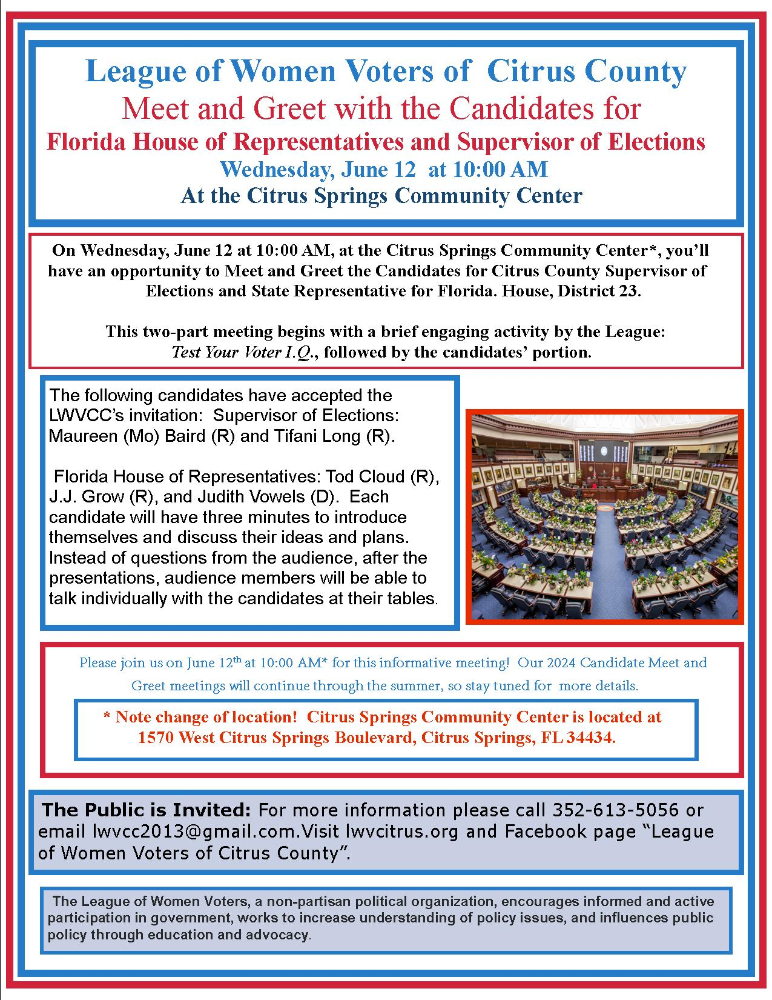 League of Women Voters of  Citrus County
Meet and Greet with the Candidates for
Florida House of Representatives and Supervisor of Elections
Wednesday, June 12  at 10:00 AM
At the Citrus Springs Community Center
On Wednesday, June 12 at 10:00 AM, at the Citrus Springs Community Center*, you’ll
have an opportunity to Meet and Greet the Candidates for Citrus County Supervisor of
Elections and State Representative for Florida. House, District 23.
This two-part meeting begins with a brief engaging activity by the League:
Test Your Voter I.Q., followed by the candidates’ portion.
The following candidates have accepted the
LWVCC’s invitation:  Supervisor of Elections:
Maureen (Mo) Baird (R) and Tifani Long (R).
Florida House of Representatives: Tod Cloud (R),
J.J. Grow (R), and Judith Vowels (D).  Each
candidate will have three minutes to introduce
themselves and discuss their ideas and plans.
Instead of questions from the audience, after the
presentations, audience members will be able to
talk individually with the candidates at their tables.
Please join us on June 12th at 10:00 AM* for this informative meeting!  Our 2024 Candidate Meet and
Greet meetings will continue through the summer, so stay tuned for  more details.
* Note change of location!  Citrus Springs Community Center is located at
1570 West Citrus Springs Boulevard, Citrus Springs, FL 34434.
The Public is Invited: For more information please call 352-613-5056 or
email lwvcc2013@gmail.com.Visit lwvcitrus.org and Facebook page “League
of Women Voters of Citrus County”.
The League of Women Voters, a non-partisan political organization, encourages informed and active
participation in government, works to increase understanding of policy issues, and influences public
policy through education and advocacy.